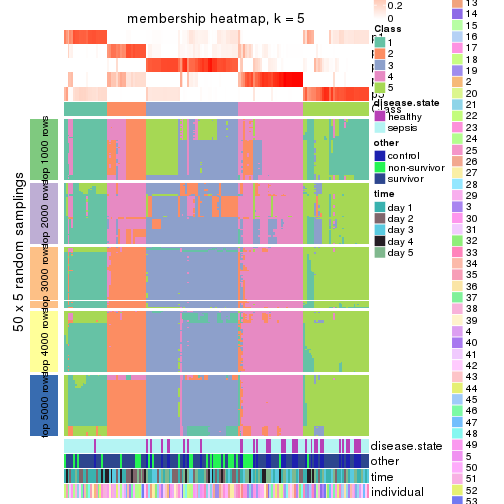 membership heatmap, k = 5
50 x 5 random samplings
top 1000 rows
top 2000 rows
top 3000 rows
top 4000 rows
top 5000 rows
Class
disease.state
other
time
individual
0.2
0
Class
1
2
3
4
5
disease.state
healthy
sepsis
other
control
non-survivor
survivor
time
day 1
day 2
day 3
day 4
day 5
13
14
15
16
17
18
19
2
20
21
22
23
24
25
26
27
28
29
3
30
31
32
33
34
35
36
37
38
39
4
40
41
42
43
44
45
46
47
48
49
5
50
51
52
53